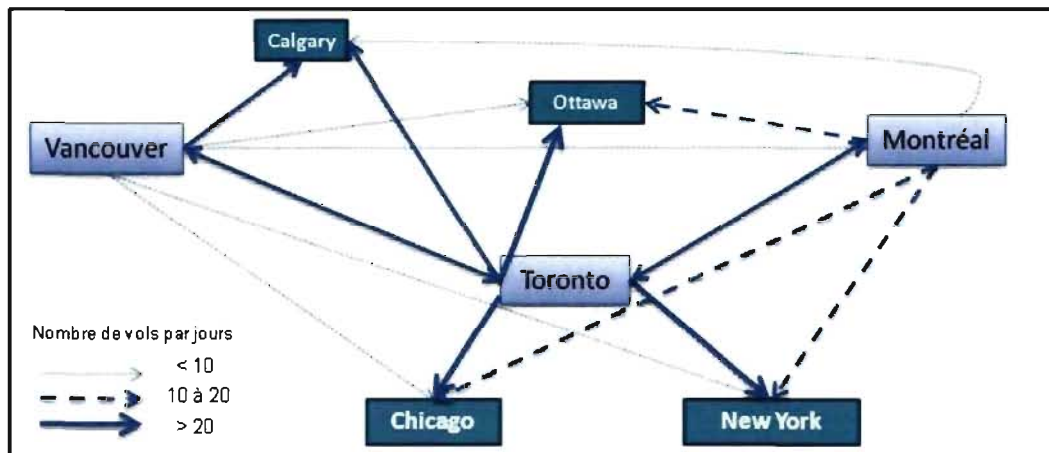 Calgary
Ottawa
Vancouver
Montréal
Toronto
Nombre de vols par jours
< 10
10 à 20
> 20
Chicago
New York